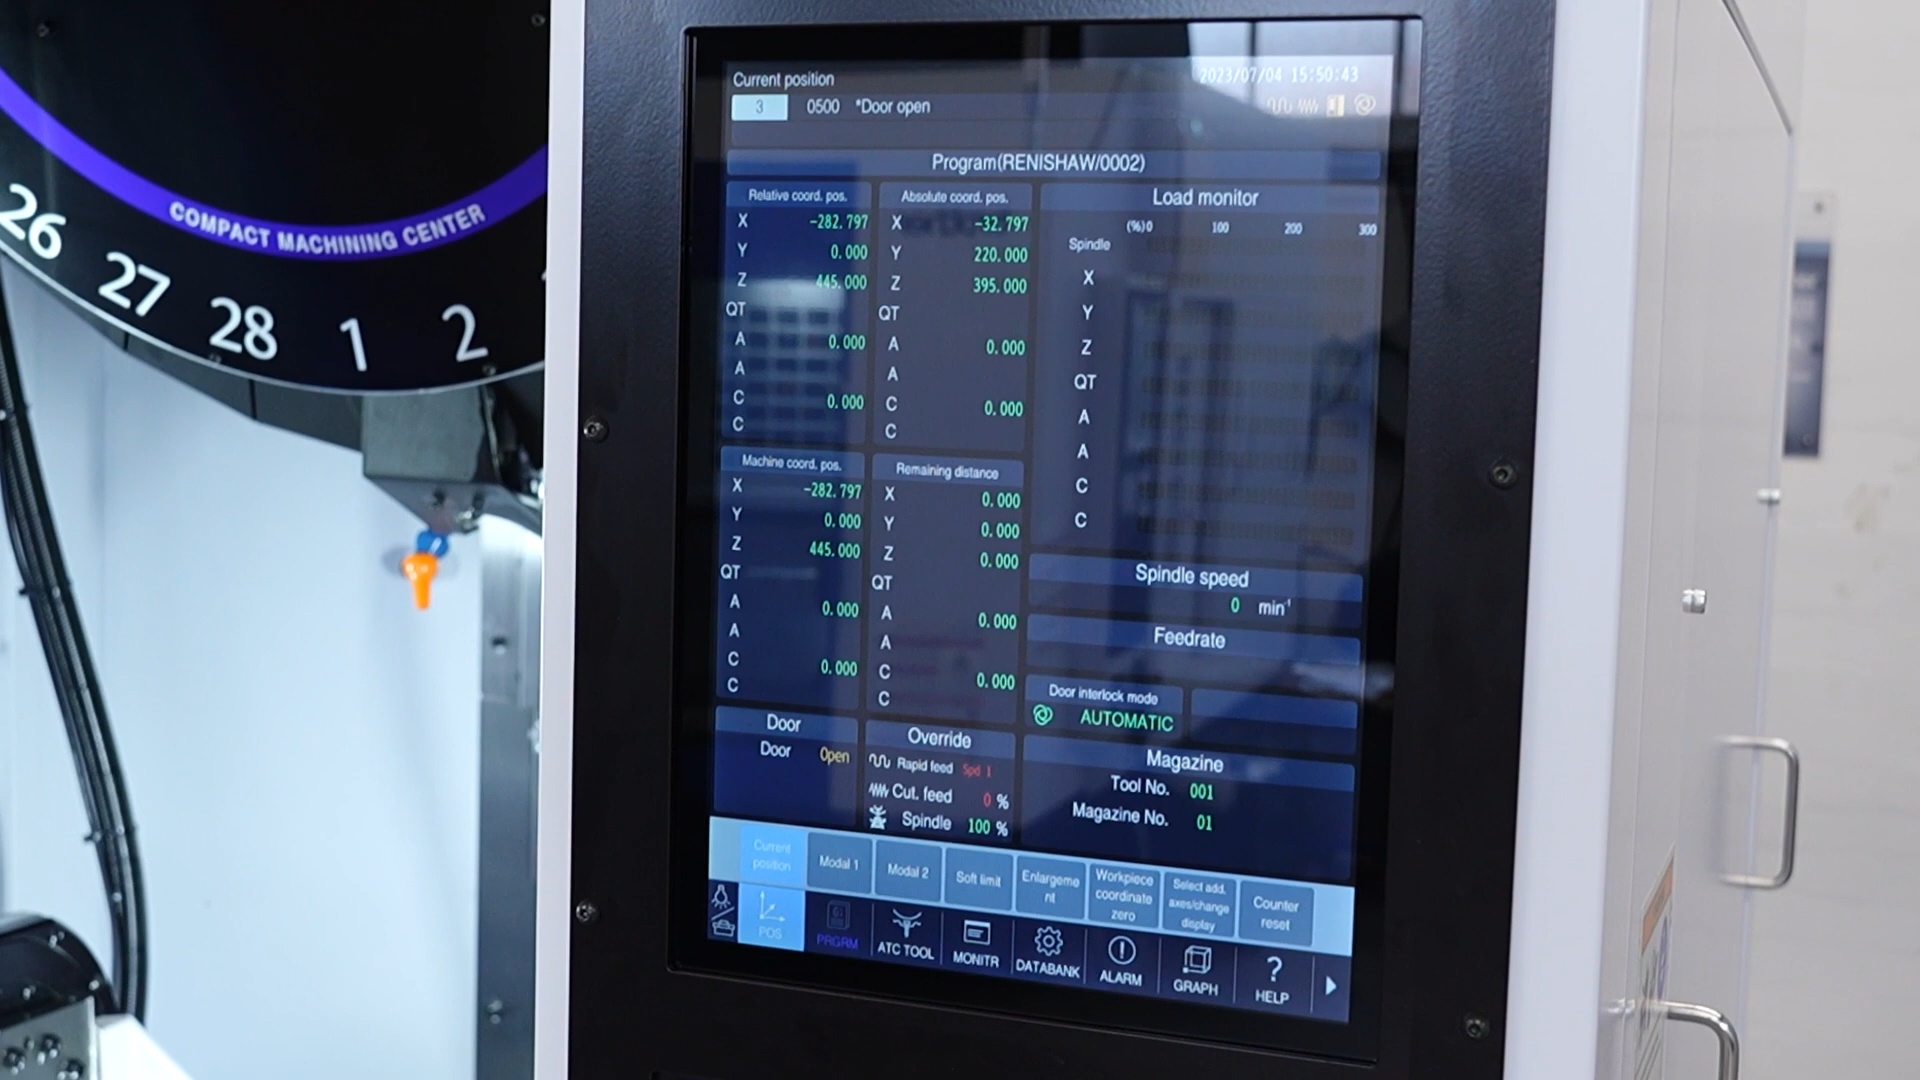 26 27 28 1 2
COMPACT MACHINING CENTER
Current position
2023/07/04 15:50:43
3 0500 *Door open
Program(RENISHAW/0002)
Relative coord. pos.
X -282.797
Y 0.000
Z 445.000
QT
A 0.000
A
C 0.000
C
Absolute coord. pos.
X -32.797
Y 220.000
Z 395.000
QT
A 0.000
A
C 0.000
C
Load monitor
(%)0 100 200 300
Spindle
X
Y
Z
QT
A
A
C
C
Machine coord. pos.
X -282.797
Y 0.000
Z 445.000
QT
A 0.000
A
C 0.000
C
Remaining distance
X 0.000
Y 0.000
Z 0.000
QT
A 0.000
A
C 0.000
C
Spindle speed
0 min⁻¹
Feedrate
Door interlock mode
AUTOMATIC
Door
Door Open
Override
Rapid feed Spd 1
Cut. feed 0 %
Spindle 100 %
Magazine
Tool No. 001
Magazine No. 01
Current
position
Modal 1
Modal 2
Soft limit
Enlargeme
nt
Workpiece
coordinate
zero
Select add.
axes/change
display
Counter
reset
POS
PRGRM
ATC TOOL
MONITR
DATABANK
ALARM
GRAPH
HELP